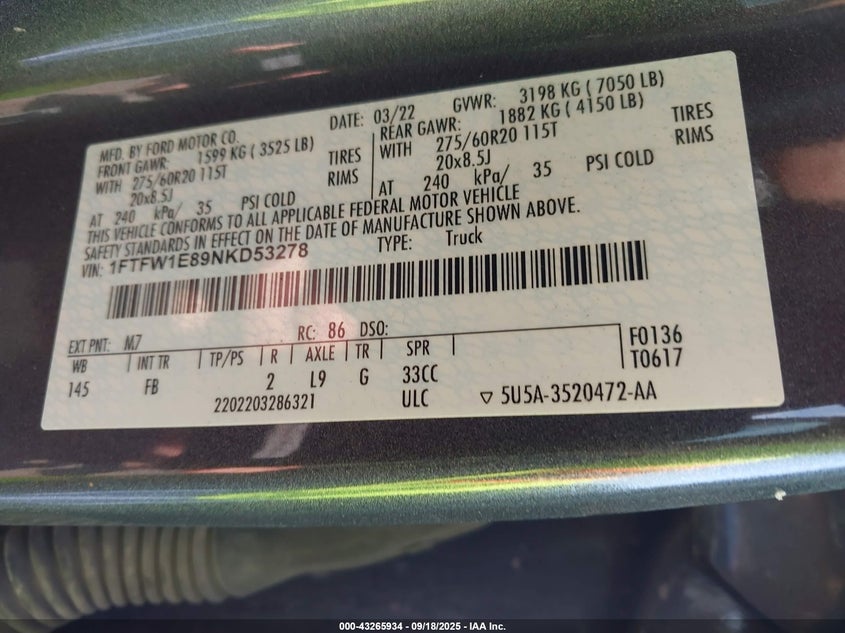 MFD. BY FORD MOTOR CO.
DATE: 03/22 GVWR: 3198 KG ( 7050 LB)
FRONT GAWR: 1599 KG ( 3525 LB)
REAR GAWR: 1882 KG ( 4150 LB)
WITH 275/60R20 115T TIRES
WITH 275/60R20 115T TIRES
20x8.5J RIMS
20x8.5J RIMS
AT 240 kPa/ 35 PSI COLD
AT 240 kPa/ 35 PSI COLD
THIS VEHICLE CONFORMS TO ALL APPLICABLE FEDERAL MOTOR VEHICLE
SAFETY STANDARDS IN EFFECT ON THE DATE OF MANUFACTURE SHOWN ABOVE.
VIN: 1FTFW1E89NKD53278 TYPE: Truck
EXT PNT: M7 RC: 86 DSO:
WB INT TR TP/PS R AXLE TR SPR
145 FB 2 L9 G 33CC
F0136
T0617
2202203286321 ULC ▽ 5U5A-3520472-AA
000-43265934 - 09/18/2025 - IAA Inc.